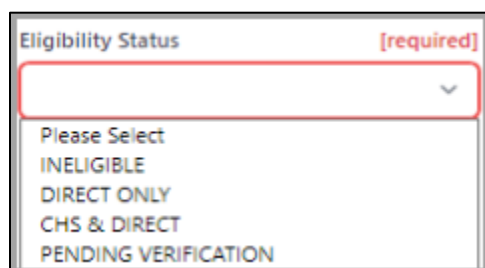 Eligibility Status [required]
Please Select
INELIGIBLE
DIRECT ONLY
CHS & DIRECT
PENDING VERIFICATION